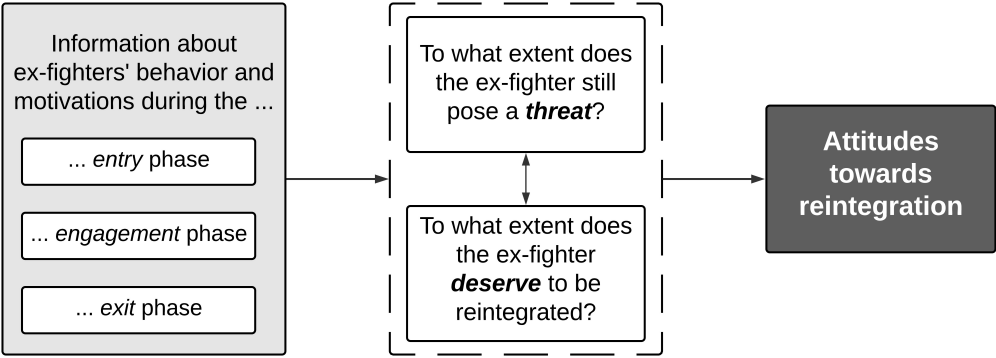 Information about
ex-fighters' behavior and
motivations during the ...
... entry phase
... engagement phase
... exit phase
To what extent does
the ex-fighter still
pose a threat?
To what extent does
the ex-fighter
deserve to be
reintegrated?
Attitudes
towards
reintegration